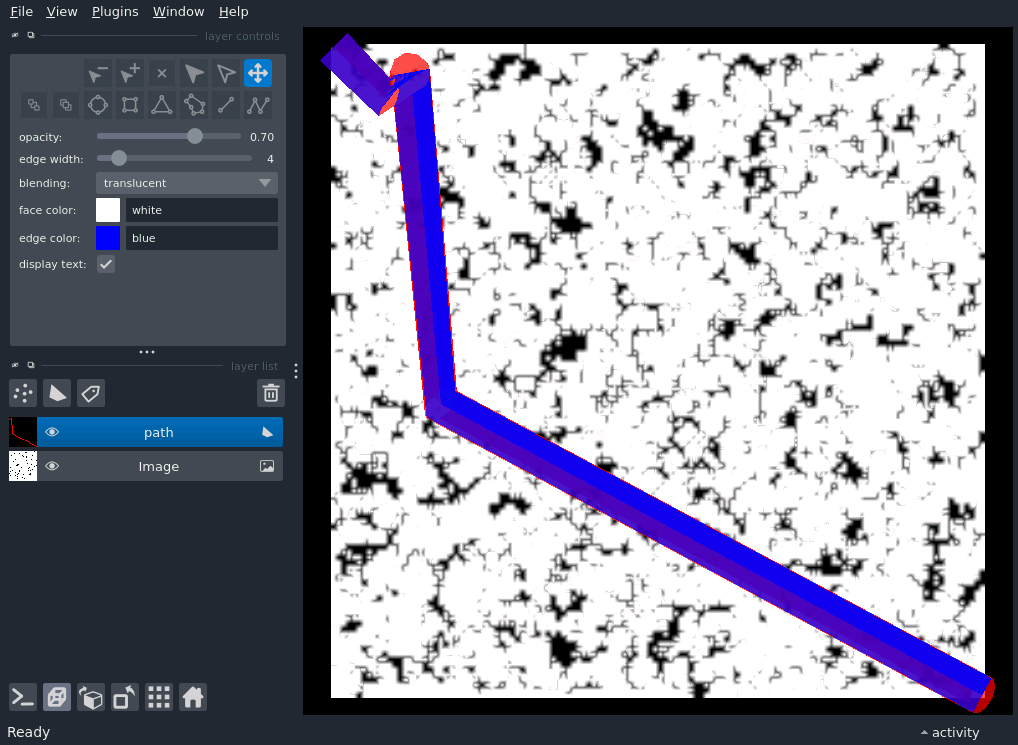 File View Plugins Window Help
layer controls
opacity: 0.70
edge width: 4
blending: translucent
face color: white
edge color: blue
display text:
layer list
path
Image
Ready
activity